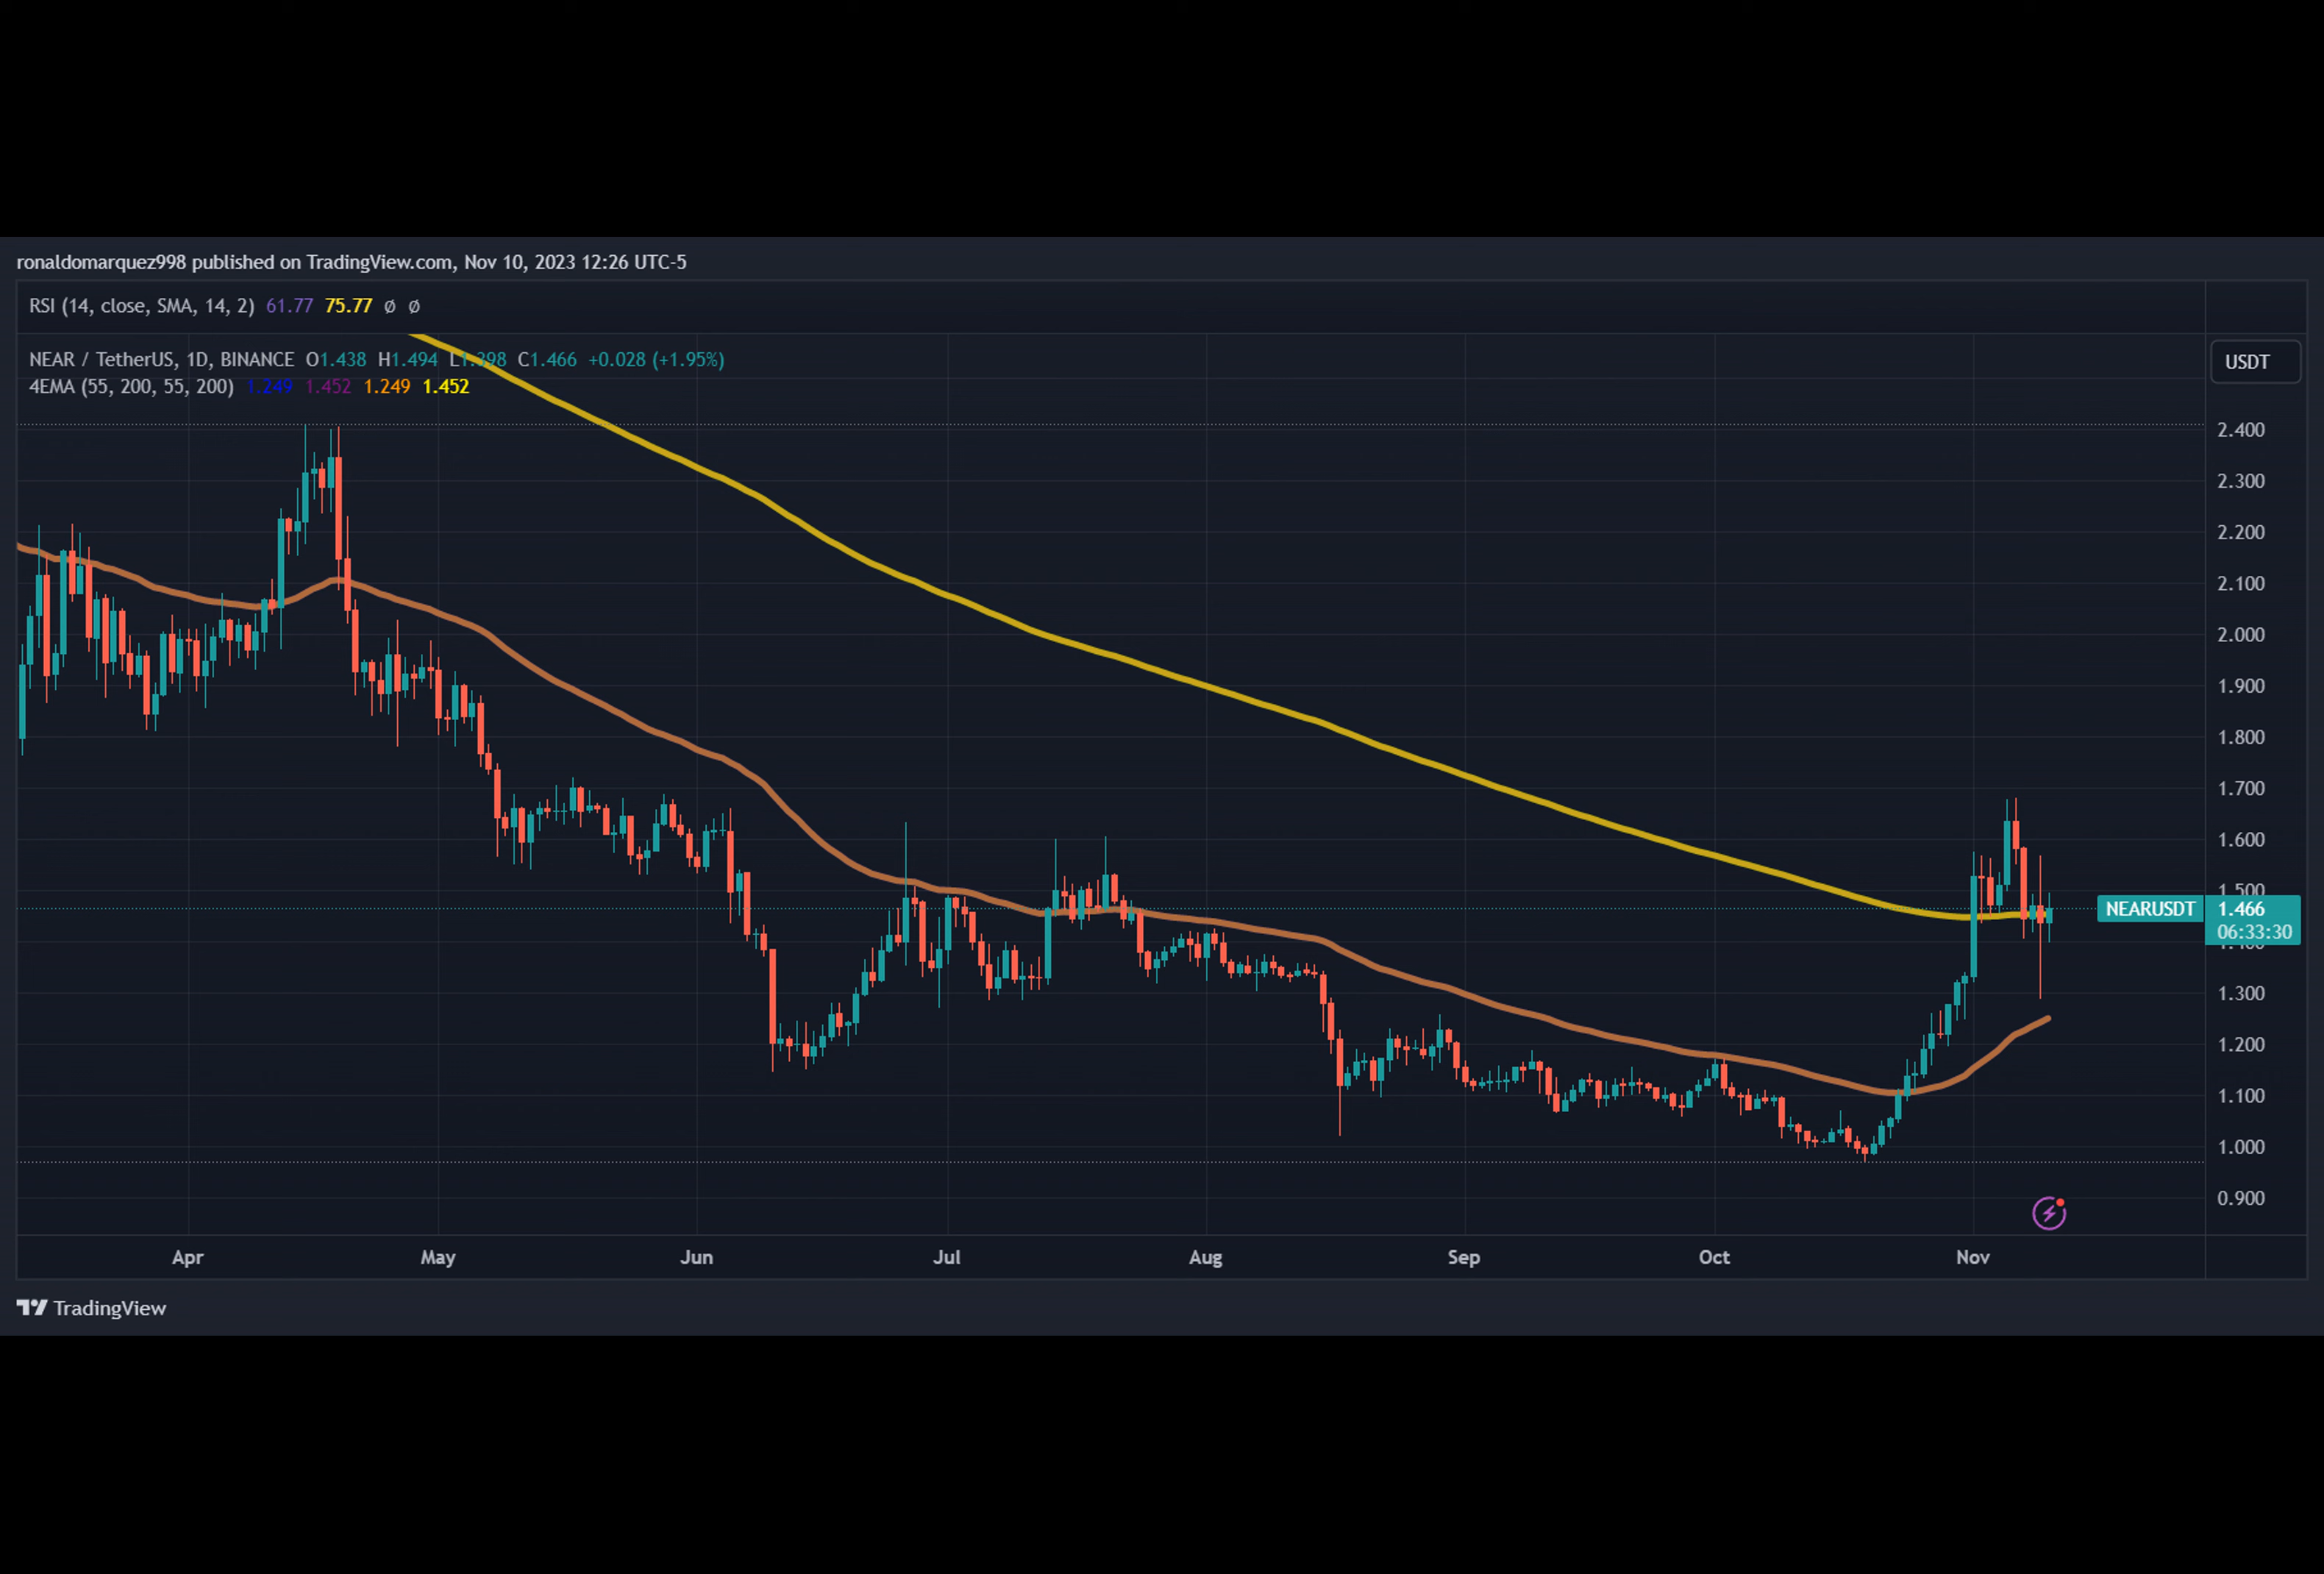 ronaldomarquez998 published on TradingView.com, Nov 10, 2023 12:26 UTC-5
RSI (14, close, SMA, 14, 2) 61.77 75.77 ø ø
NEAR / TetherUS, 1D, BINANCE O1.438 H1.494 L1.398 C1.466 +0.028 (+1.95%)
4EMA (55, 200, 55, 200) 1.249 1.452 1.249 1.452
USDT
2.400
2.300
2.200
2.100
2.000
1.900
1.800
1.700
1.600
1.500
NEARUSDT 1.466
06:33:30
1.300
1.200
1.100
1.000
0.900
Apr May Jun Jul Aug Sep Oct Nov
TradingView